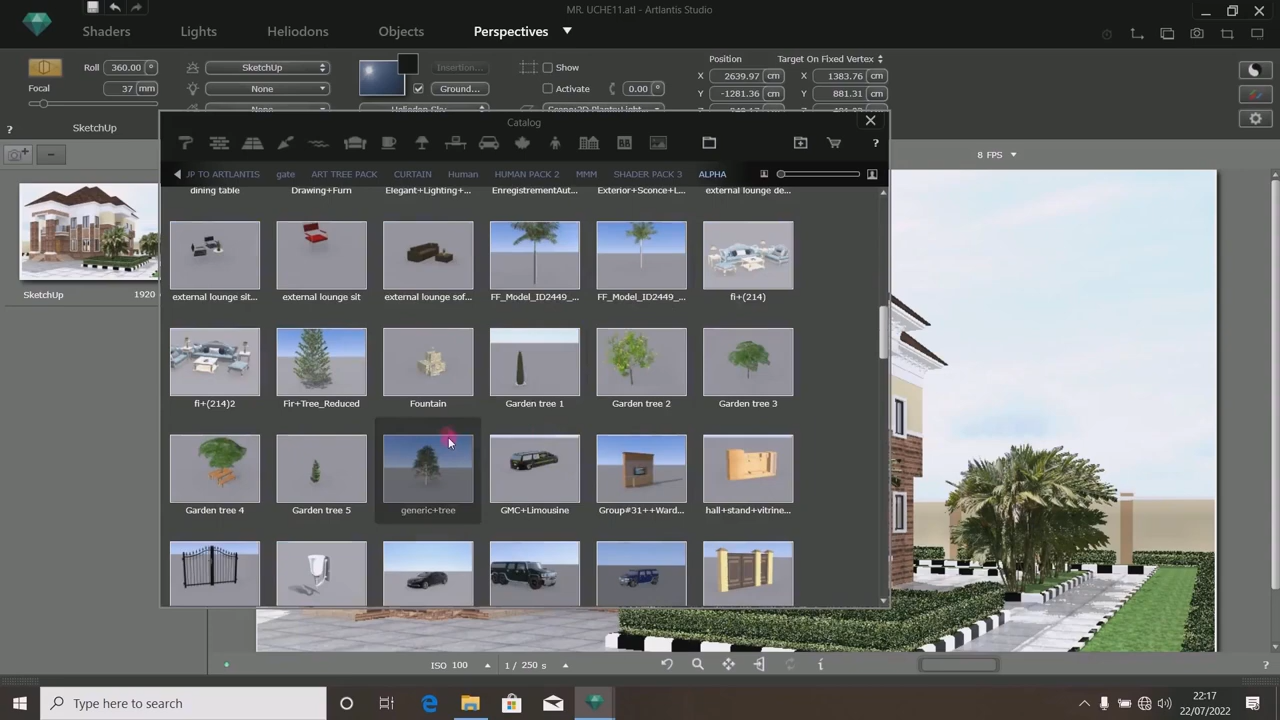 MR. UCHE11.atl - Artlantis Studio
Shaders
Lights
Heliodons
Objects
Perspectives
Roll
360.00
Focal
37
mm
SketchUp
None
Insertion...
Ground...
Show
Activate
0.00
Position
Target On Fixed Vertex
X
2639.97
cm
X
1383.76
cm
Y
-1281.36
cm
Y
881.31
cm
?
SketchUp
Catalog
?
8 FPS
JP TO ARTLANTIS
gate
ART TREE PACK
CURTAIN
Human
HUMAN PACK 2
MMM
SHADER PACK 3
ALPHA
dining table
Drawing+Furn
Elegant+Lighting+...
EnregistrementAut...
Exterior+Sconce+L...
external lounge de...
external lounge sit...
external lounge sit
external lounge sof...
FF_Model_ID2449_...
FF_Model_ID2449_...
fi+(214)
SketchUp
1920
fi+(214)2
Fir+Tree_Reduced
Fountain
Garden tree 1
Garden tree 2
Garden tree 3
Garden tree 4
Garden tree 5
generic+tree
GMC+Limousine
Group#31++Ward...
hall+stand+vitrine...
ISO 100
1 / 250 s
?
Type here to search
22:17
22/07/2022